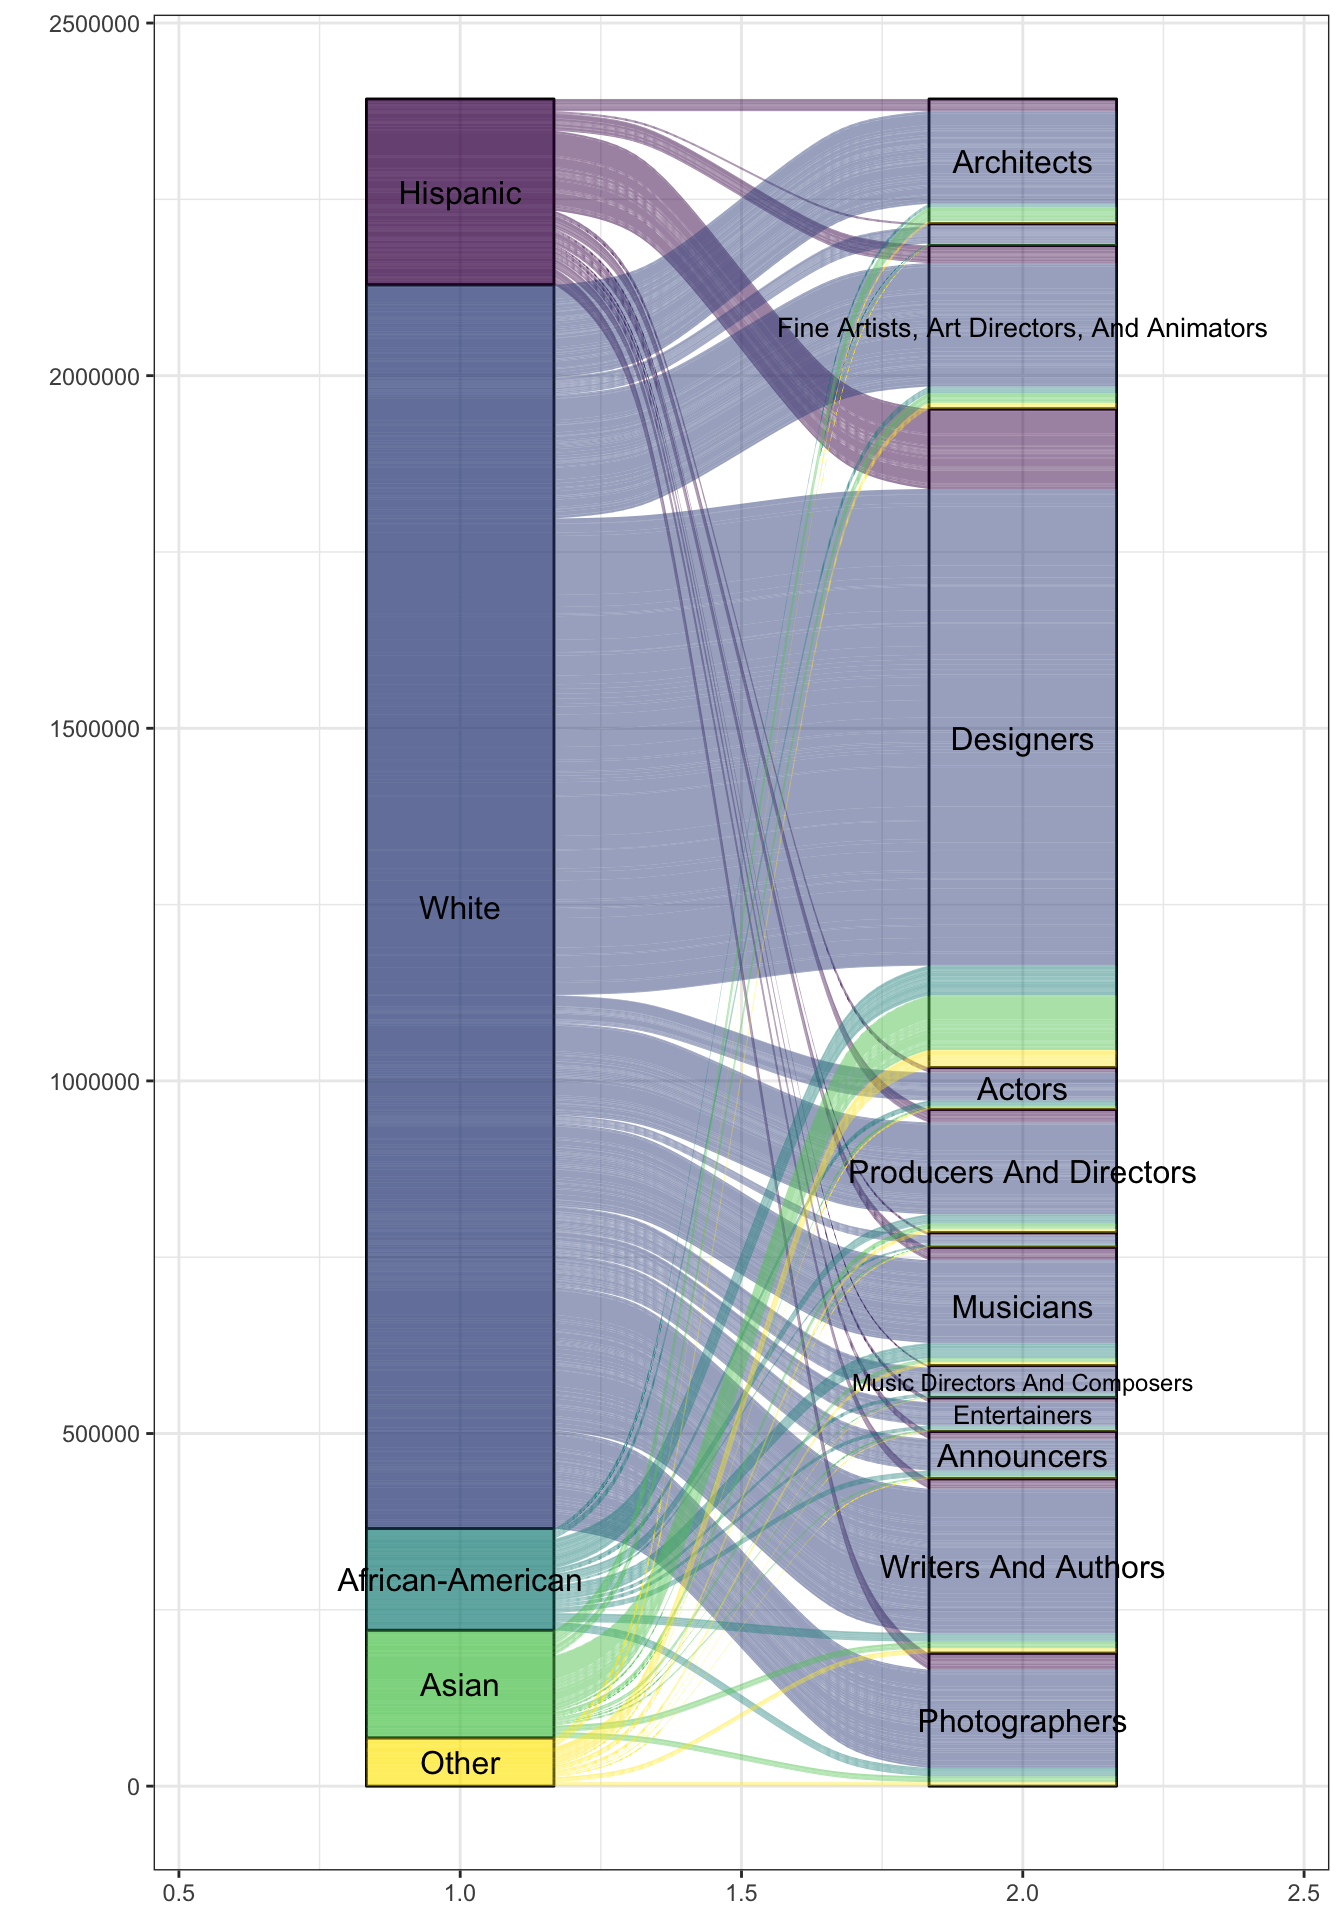 2500000
2000000
1500000
1000000
500000
0
Hispanic
White
African-American
Asian
Other
Architects
Fine Artists, Art Directors, And Animators
Designers
Actors
Producers And Directors
Musicians
Music Directors And Composers
Entertainers
Announcers
Writers And Authors
Photographers
0.5
1.0
1.5
2.0
2.5